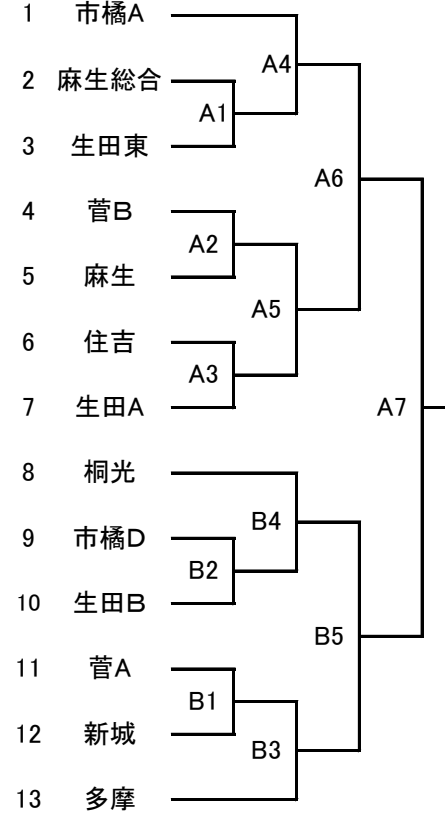 1 市橘A
A4
2 麻生総合
A1
3 生田東
A6
4 菅B
A2
5 麻生
A5
6 住吉
A3
7 生田A
A7
8 桐光
B4
9 市橘D
B2
10 生田B
B5
11 菅A
B1
12 新城
B3
13 多摩